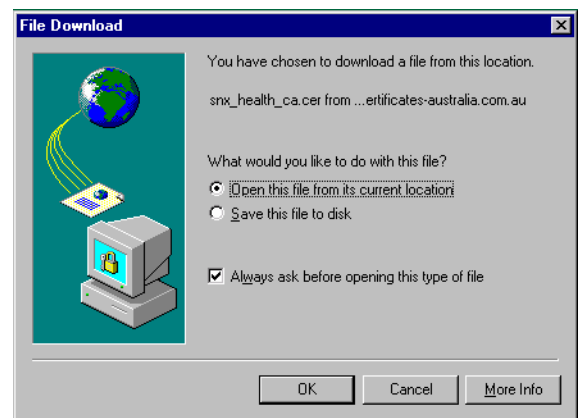 File Download
You have chosen to download a file from this location.
snx_health_ca.cer from ...ertificates-australia.com.au
What would you like to do with this file?
Open this file from its current location
Save this file to disk
Always ask before opening this type of file
OK Cancel More Info